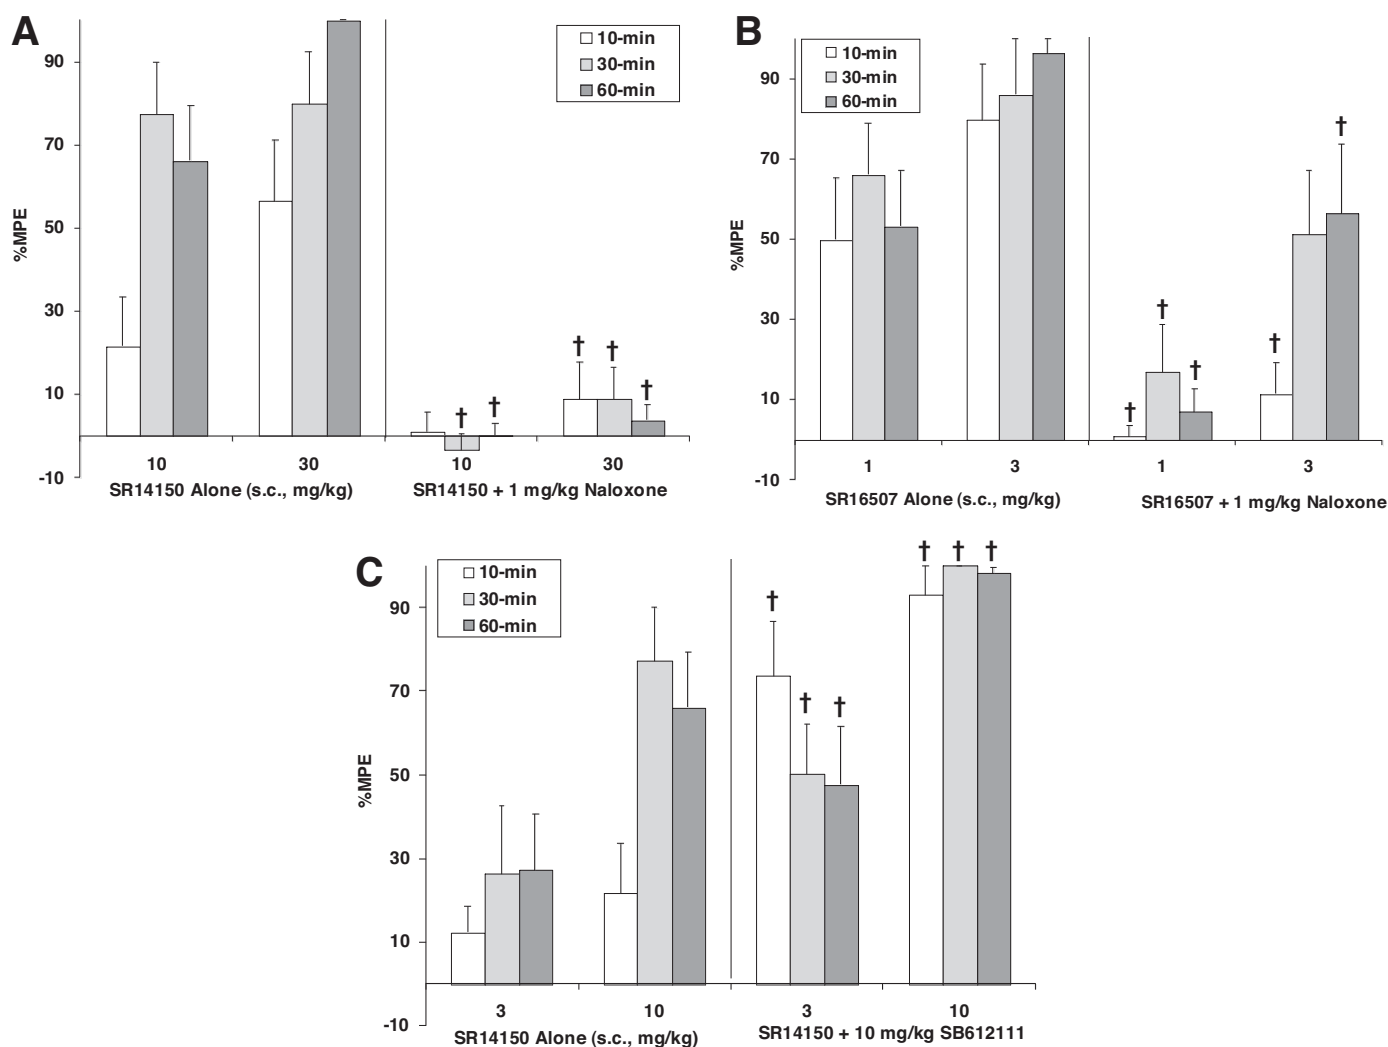 A
10-min
30-min
60-min
90
70
50
30
10
-10
%MPE
† † † † †
10 30 10 30
SR14150 Alone (s.c., mg/kg) SR14150 + 1 mg/kg Naloxone
B
10-min
30-min
60-min
90
70
50
30
10
-10
%MPE
† † † † †
1 3 1 3
SR16507 Alone (s.c., mg/kg) SR16507 + 1 mg/kg Naloxone
C
10-min
30-min
60-min
90
70
50
30
10
-10
%MPE
† † † † † †
3 10 3 10
SR14150 Alone (s.c., mg/kg) SR14150 + 10 mg/kg SB612111